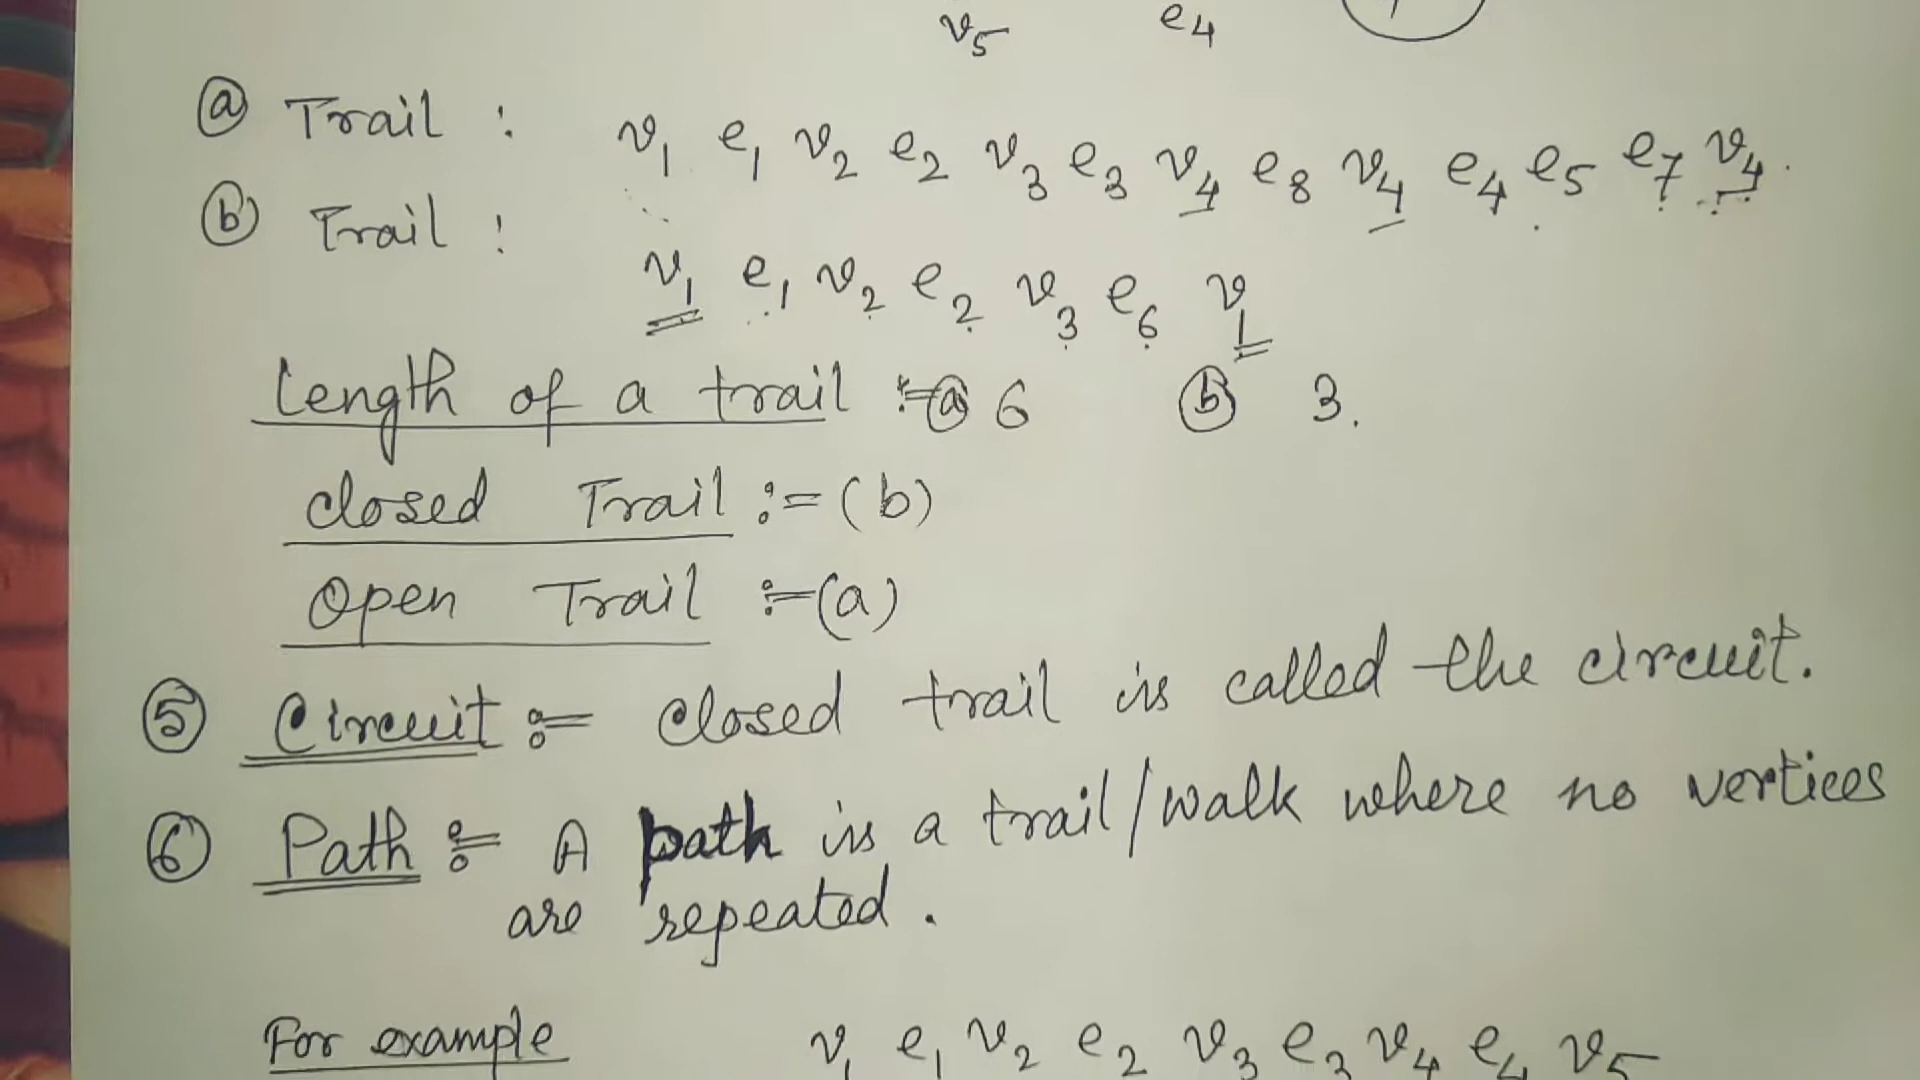 v5 e4
(a) Trail : v1 e1 v2 e2 v3 e3 v4 e8 v4 e4 e5 e7 v4.
(b) Trail :
v1 e1 v2 e2 v3 e6 v1
Length of a trail :- (a) 6 (b) 3.
closed Trail := (b)
Open Trail :- (a)
(5) Circuit := closed trail is called the circuit.
(6) Path := A path is a trail/walk where no vertices
are repeated.
For example v1 e1 v2 e2 v3 e3 v4 e4 v5